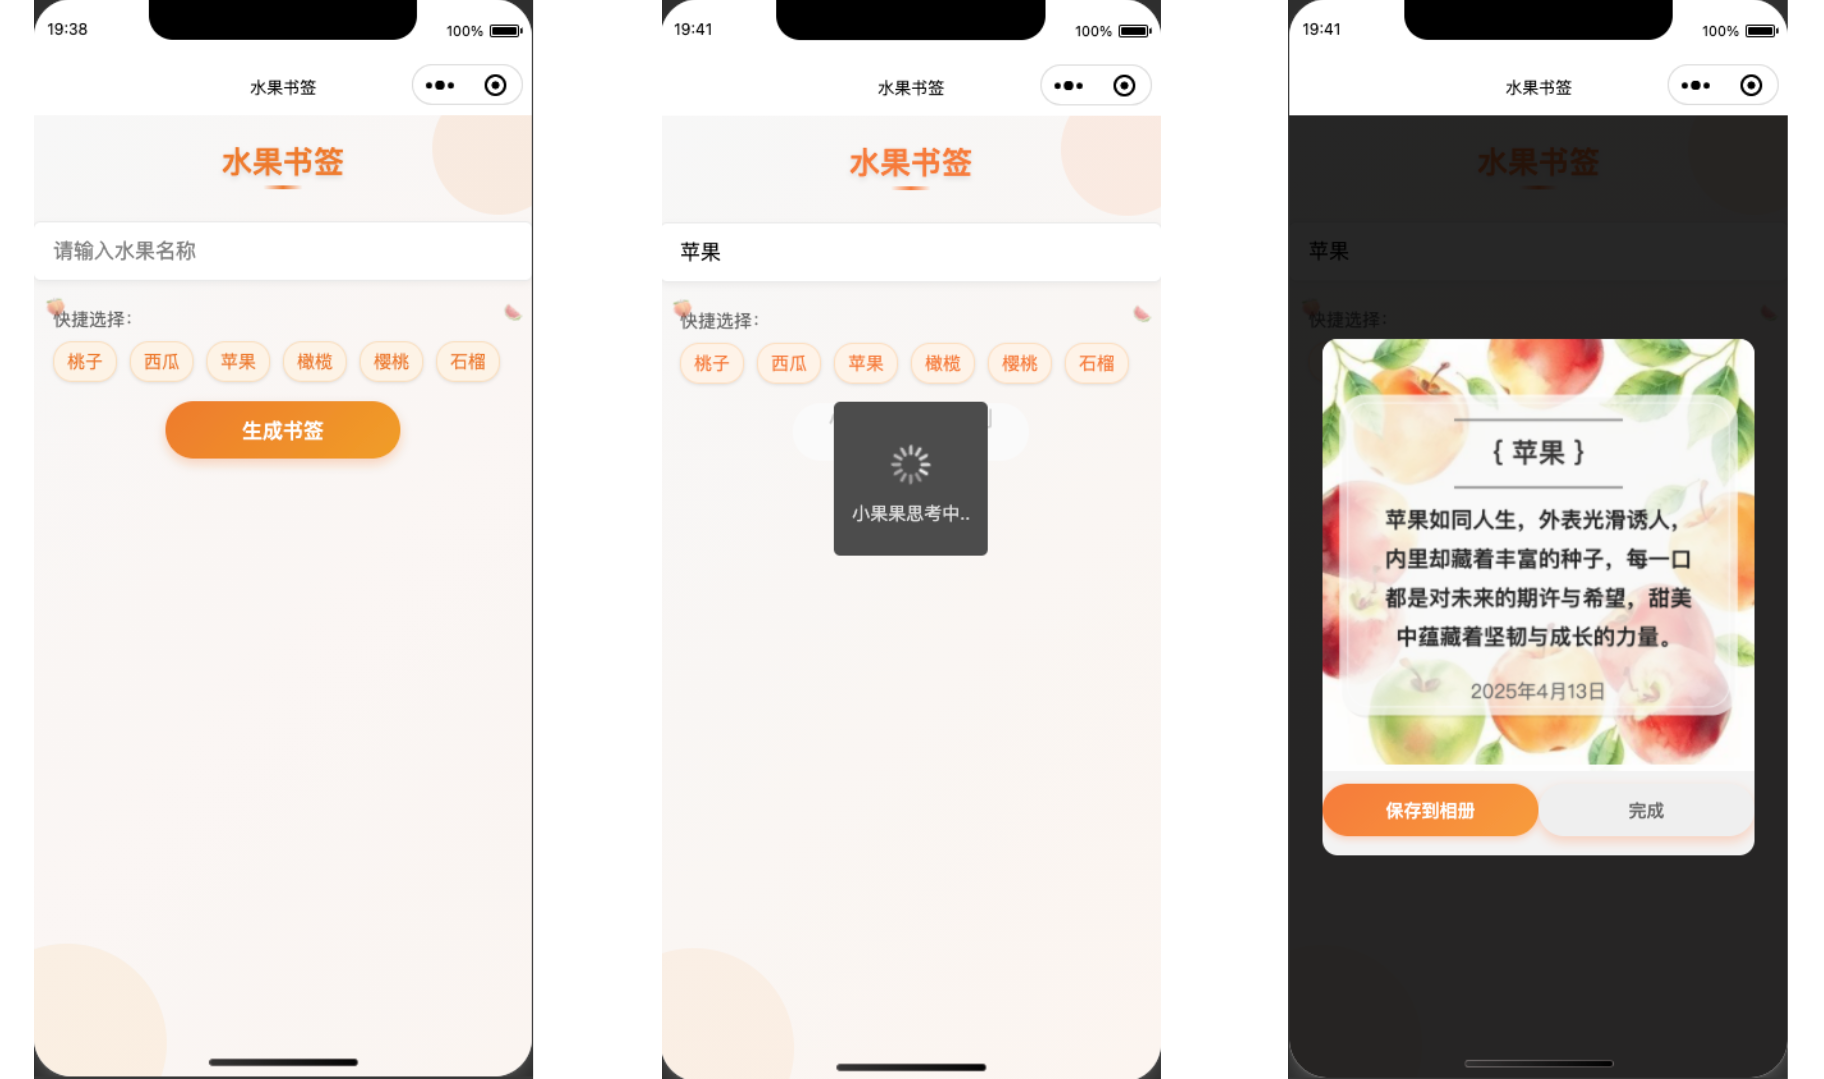 19:38
100%
水果书签
水果书签
请输入水果名称
快捷选择：
桃子
西瓜
苹果
橄榄
樱桃
石榴
生成书签
19:41
100%
水果书签
水果书签
苹果
快捷选择：
桃子
西瓜
苹果
橄榄
樱桃
石榴
小果果思考中..
19:41
100%
水果书签
水果书签
苹果
快捷选择：
{ 苹果 }
苹果如同人生，外表光滑诱人，
内里却藏着丰富的种子，每一口
都是对未来的期许与希望，甜美
中蕴藏着坚韧与成长的力量。
2025年4月13日
保存到相册
完成